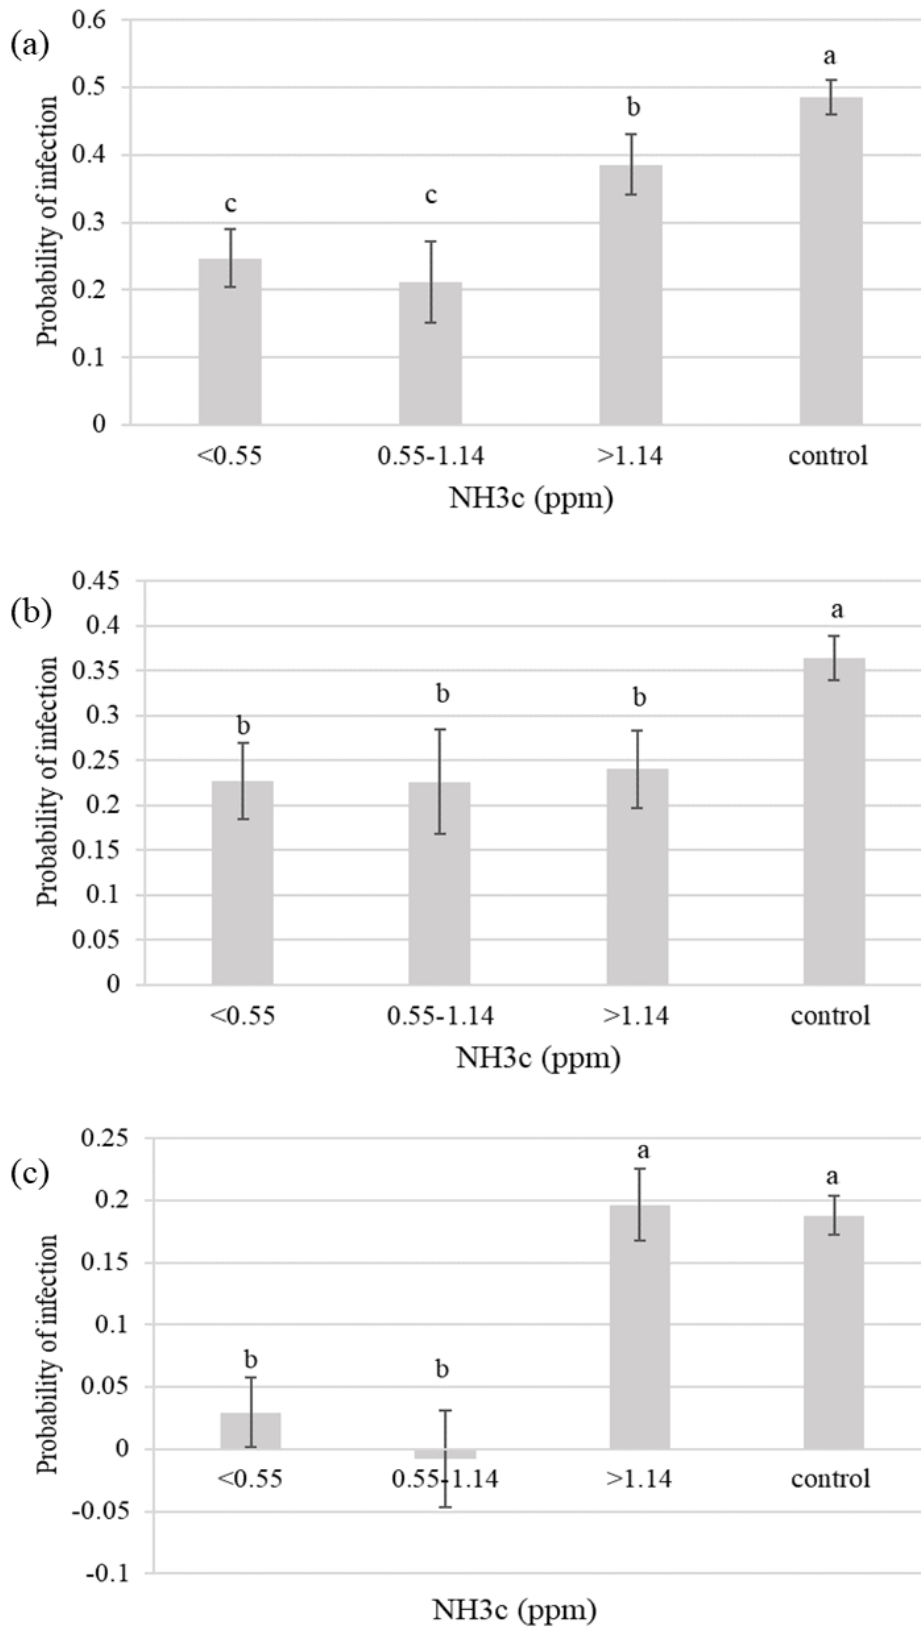 (a)
Probability of infection
0.6
0.5
0.4
0.3
0.2
0.1
0
c
c
b
a
<0.55
0.55-1.14
>1.14
control
NH3c (ppm)
(b)
Probability of infection
0.45
0.4
0.35
0.3
0.25
0.2
0.15
0.1
0.05
0
b
b
b
a
<0.55
0.55-1.14
>1.14
control
NH3c (ppm)
(c)
Probability of infection
0.25
0.2
0.15
0.1
0.05
0
-0.05
-0.1
b
b
a
a
<0.55
0.55-1.14
>1.14
control
NH3c (ppm)